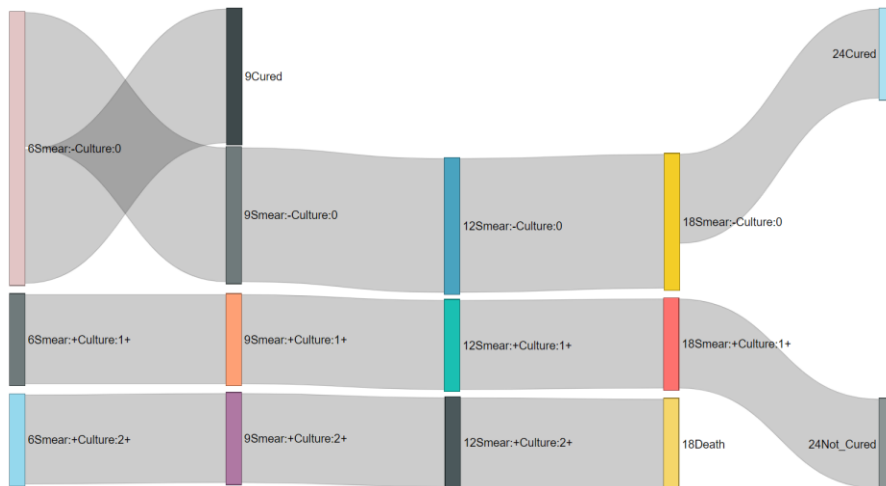 9Cured
24Cured
6Smear:-Culture:0
9Smear:-Culture:0
12Smear:-Culture:0
18Smear:-Culture:0
6Smear:+Culture:1+
9Smear:+Culture:1+
12Smear:+Culture:1+
18Smear:+Culture:1+
6Smear:+Culture:2+
9Smear:+Culture:2+
12Smear:+Culture:2+
18Death
24Not_Cured